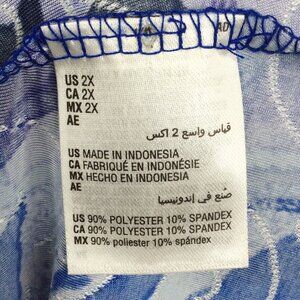 US 2X
CA 2X
MX 2X
AE
قياس واسع 2 اكس
US MADE IN INDONESIA
CA FABRIQUÉ EN INDONÉSIE
MX HECHO EN INDONESIA
AE
صُنع في إندونيسيا
US 90% POLYESTER 10% SPANDEX
CA 90% POLYESTER 10% SPANDEX
MX 90% poliester 10% spándex